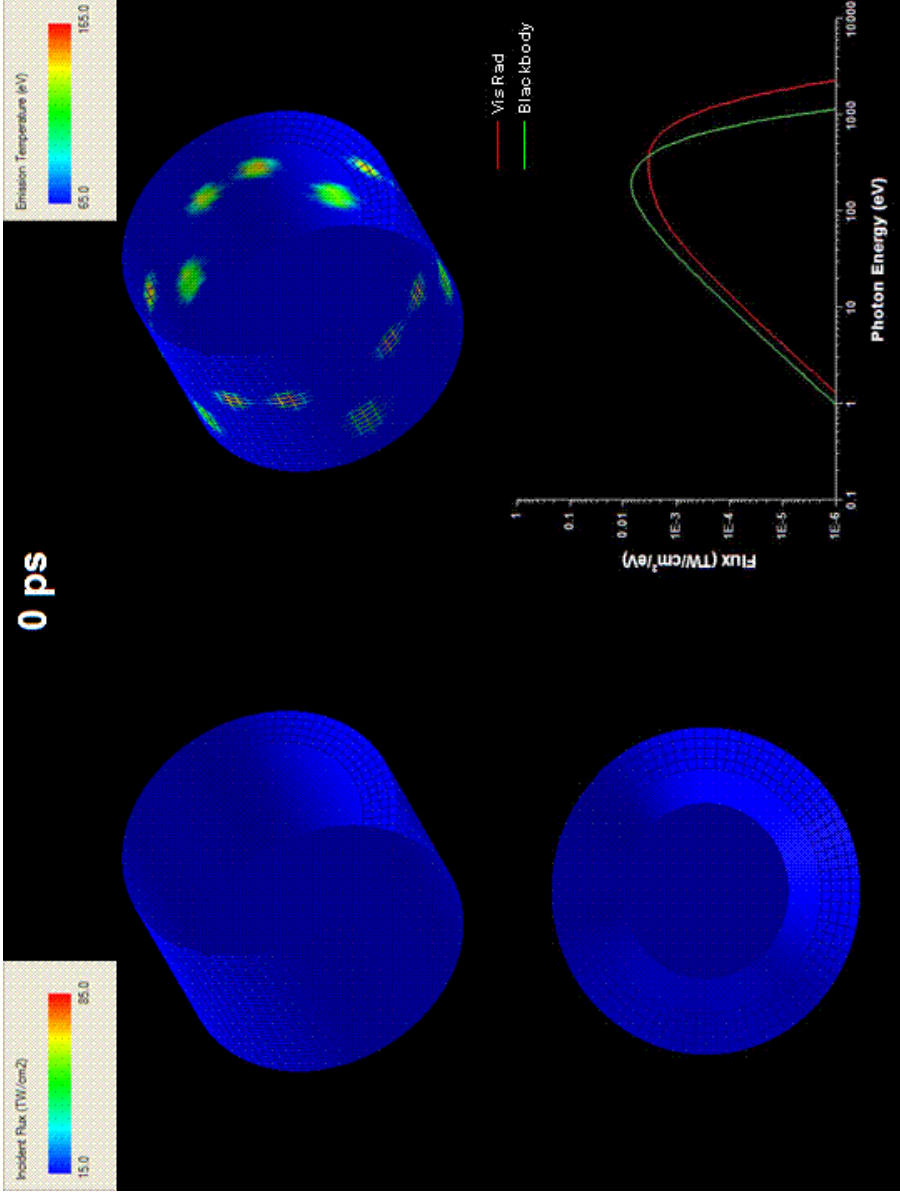 0 ps
Incident Flux (TW/cm2)
15.0 85.0
Emission Temperature (eV)
65.0 165.0
Vis Rad
Blackbody
Flux (TW/cm²/eV)
1
0.1
0.01
1E-3
1E-4
1E-5
1E-6
0.1 1 10 100 1000 10000
Photon Energy (eV)